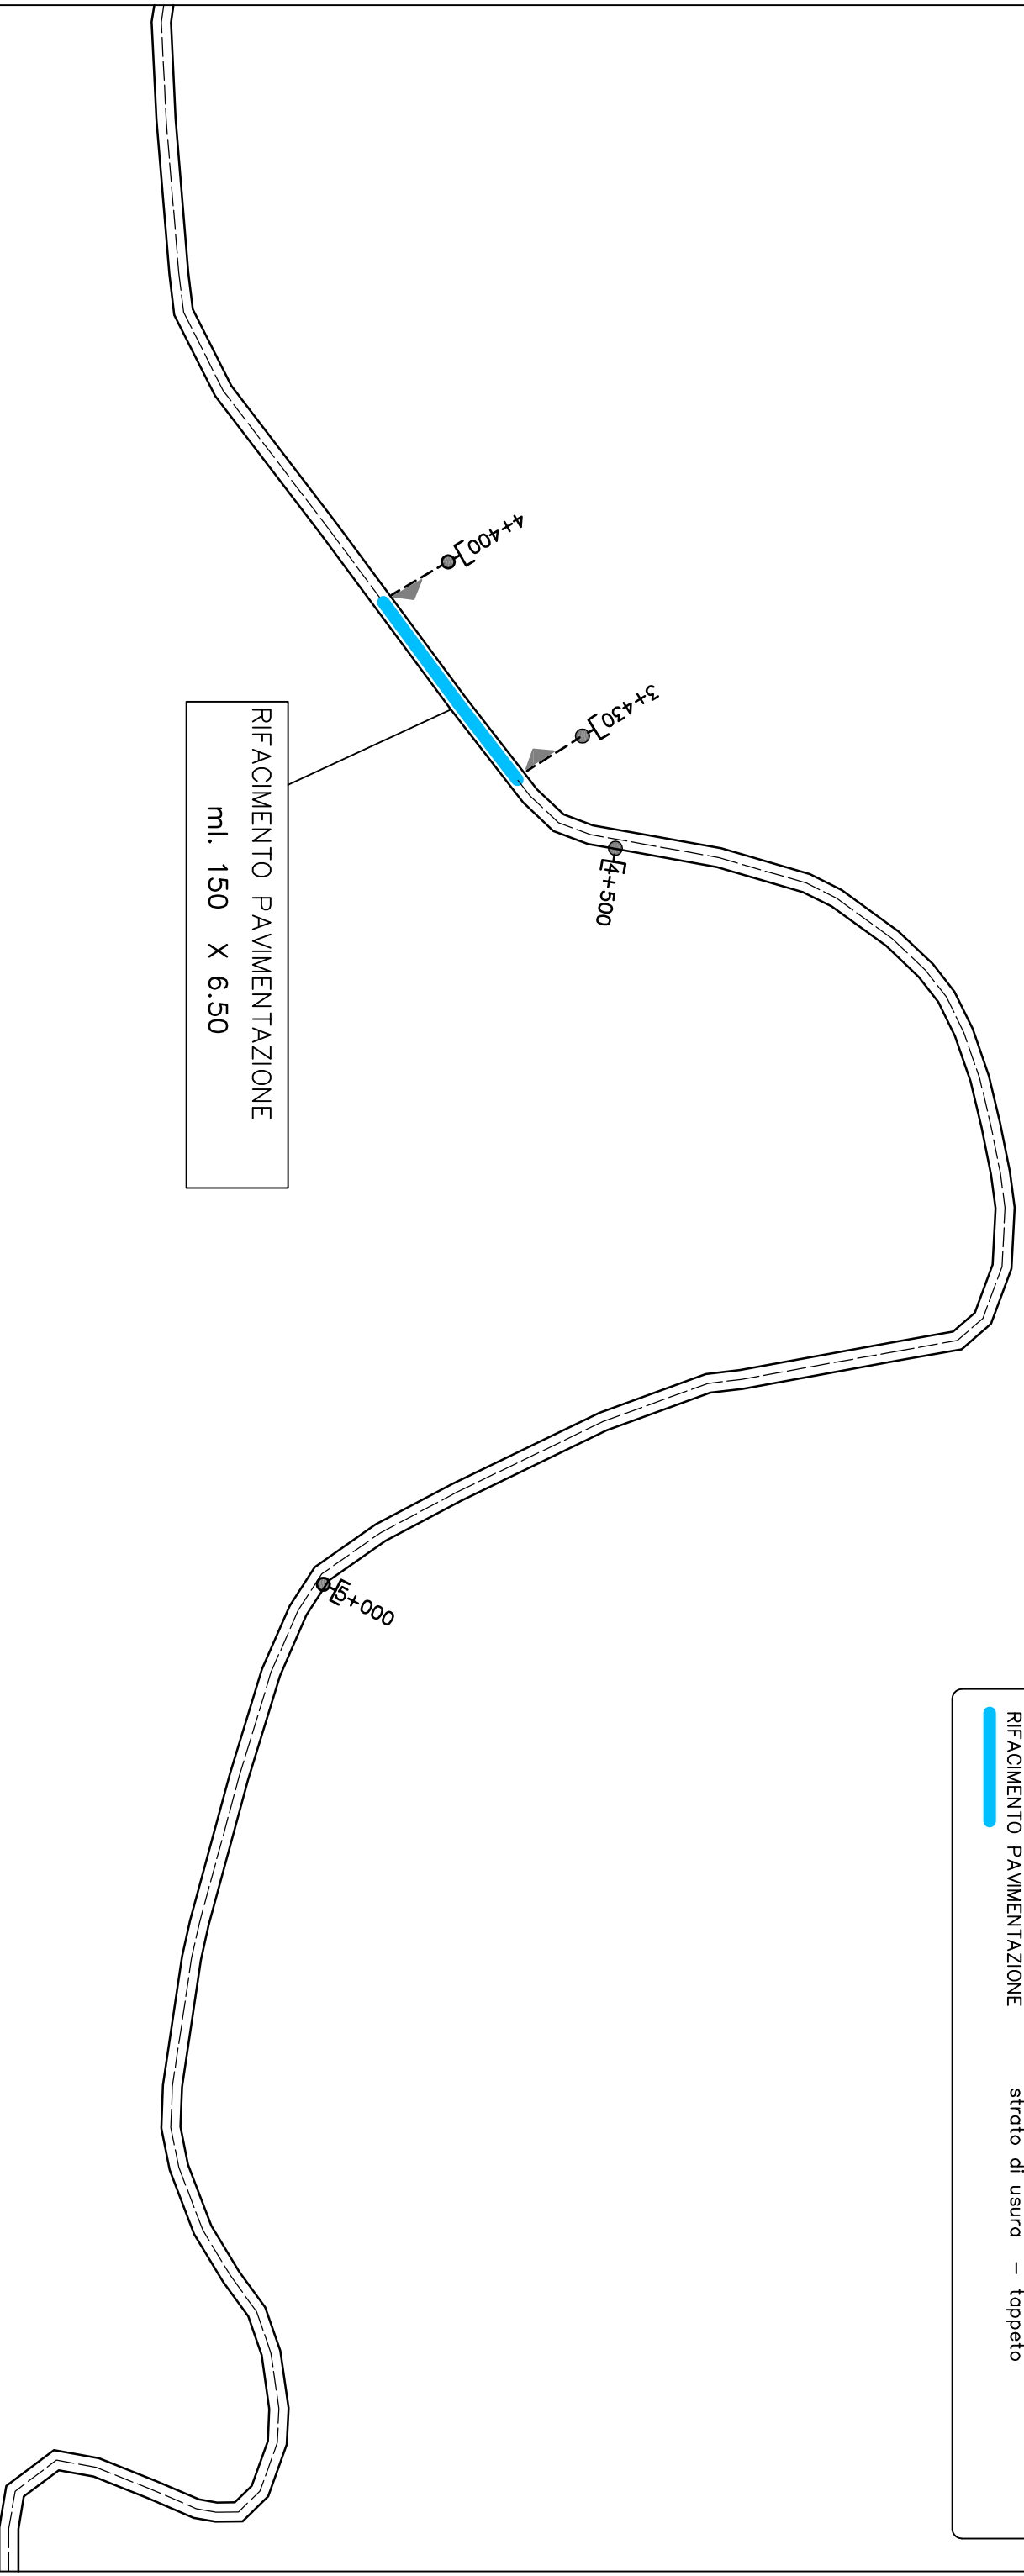 4+400
3+430
4+500
RIFACIMENTO PAVIMENTAZIONE
ml. 150 X 6.50
5+000
RIFACIMENTO PAVIMENTAZIONE
strato di usura – tappeto